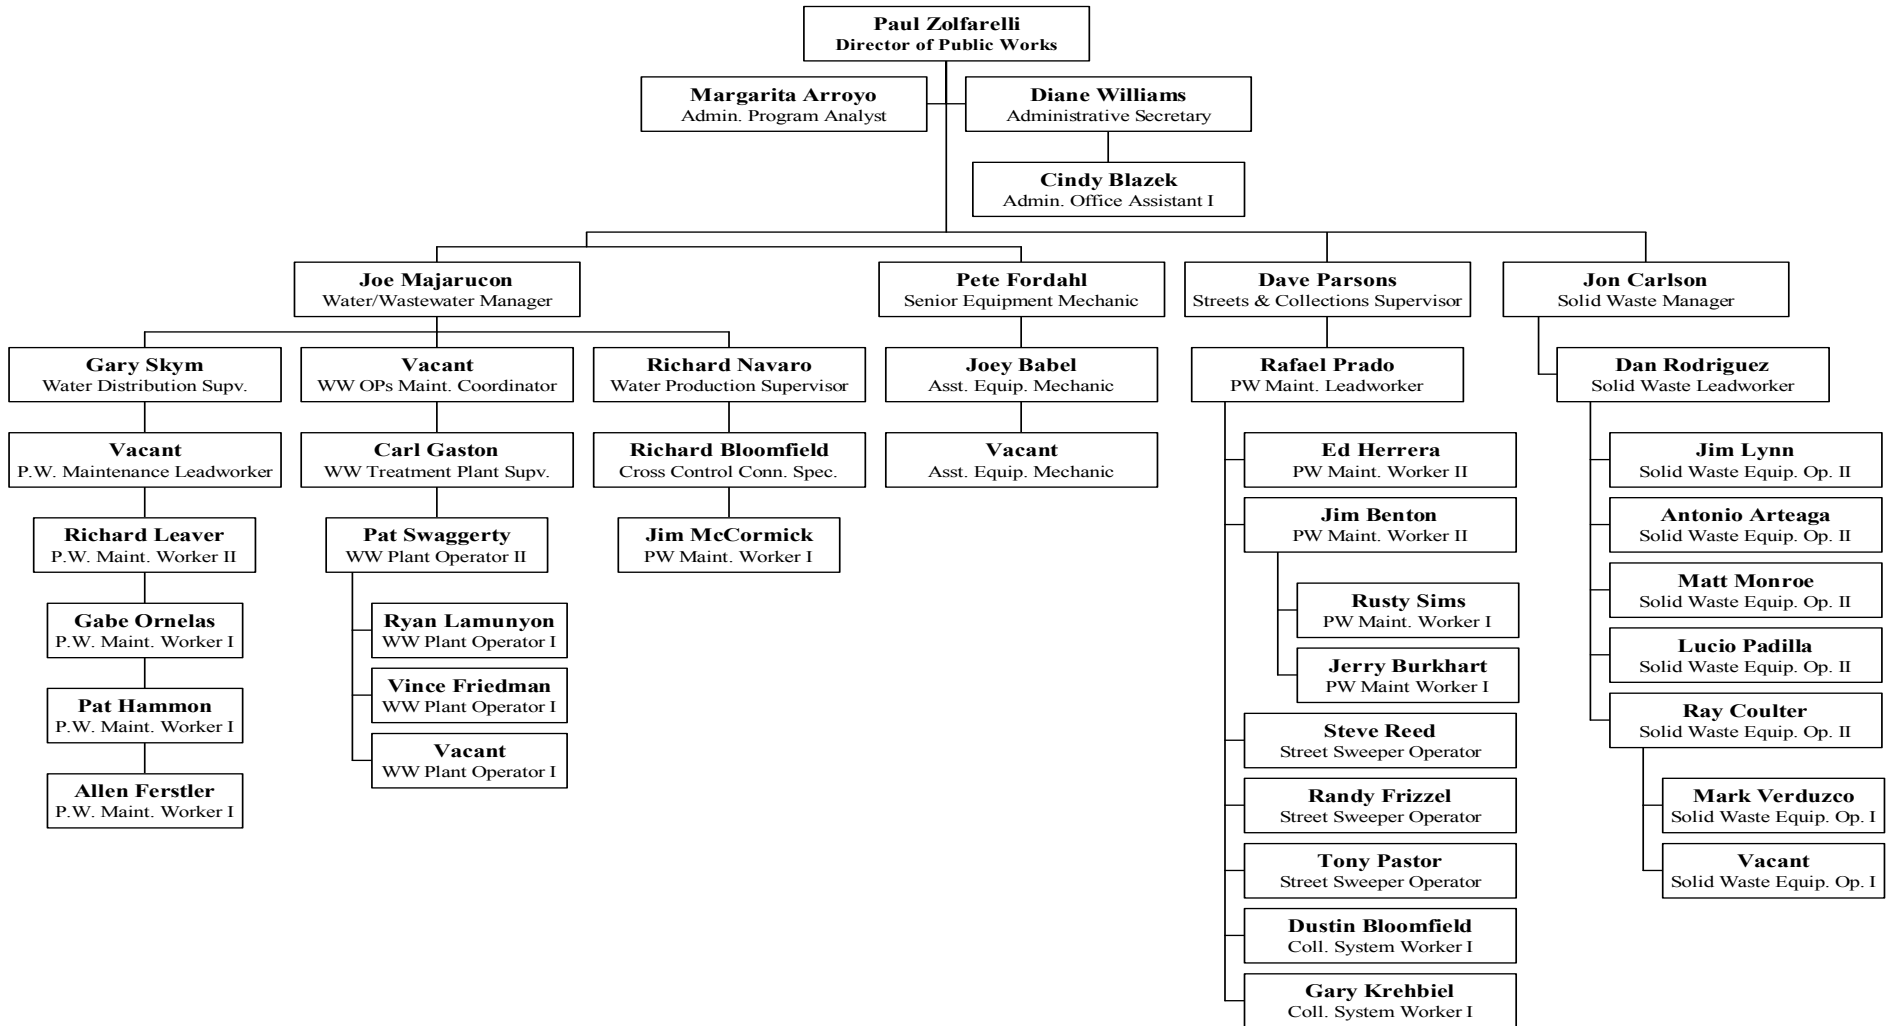 Paul Zolfarelli
Director of Public Works
Margarita Arroyo
Admin. Program Analyst
Diane Williams
Administrative Secretary
Cindy Blazek
Admin. Office Assistant I
Joe Majarucon
Water/Wastewater Manager
Pete Fordahl
Senior Equipment Mechanic
Dave Parsons
Streets & Collections Supervisor
Jon Carlson
Solid Waste Manager
Gary Skym
Water Distribution Supv.
Vacant
WW OPs Maint. Coordinator
Richard Navaro
Water Production Supervisor
Joey Babel
Asst. Equip. Mechanic
Rafael Prado
PW Maint. Leadworker
Dan Rodriguez
Solid Waste Leadworker
Vacant
P.W. Maintenance Leadworker
Carl Gaston
WW Treatment Plant Supv.
Richard Bloomfield
Cross Control Conn. Spec.
Vacant
Asst. Equip. Mechanic
Ed Herrera
PW Maint. Worker II
Jim Lynn
Solid Waste Equip. Op. II
Richard Leaver
P.W. Maint. Worker II
Pat Swaggerty
WW Plant Operator II
Jim McCormick
PW Maint. Worker I
Jim Benton
PW Maint. Worker II
Antonio Arteaga
Solid Waste Equip. Op. II
Gabe Ornelas
P.W. Maint. Worker I
Ryan Lamunyon
WW Plant Operator I
Rusty Sims
PW Maint. Worker I
Matt Monroe
Solid Waste Equip. Op. II
Pat Hammon
P.W. Maint. Worker I
Vince Friedman
WW Plant Operator I
Jerry Burkhart
PW Maint Worker I
Lucio Padilla
Solid Waste Equip. Op. II
Allen Ferstler
P.W. Maint. Worker I
Vacant
WW Plant Operator I
Steve Reed
Street Sweeper Operator
Ray Coulter
Solid Waste Equip. Op. II
Randy Frizzel
Street Sweeper Operator
Mark Verduzco
Solid Waste Equip. Op. I
Tony Pastor
Street Sweeper Operator
Vacant
Solid Waste Equip. Op. I
Dustin Bloomfield
Coll. System Worker I
Gary Krehbiel
Coll. System Worker I